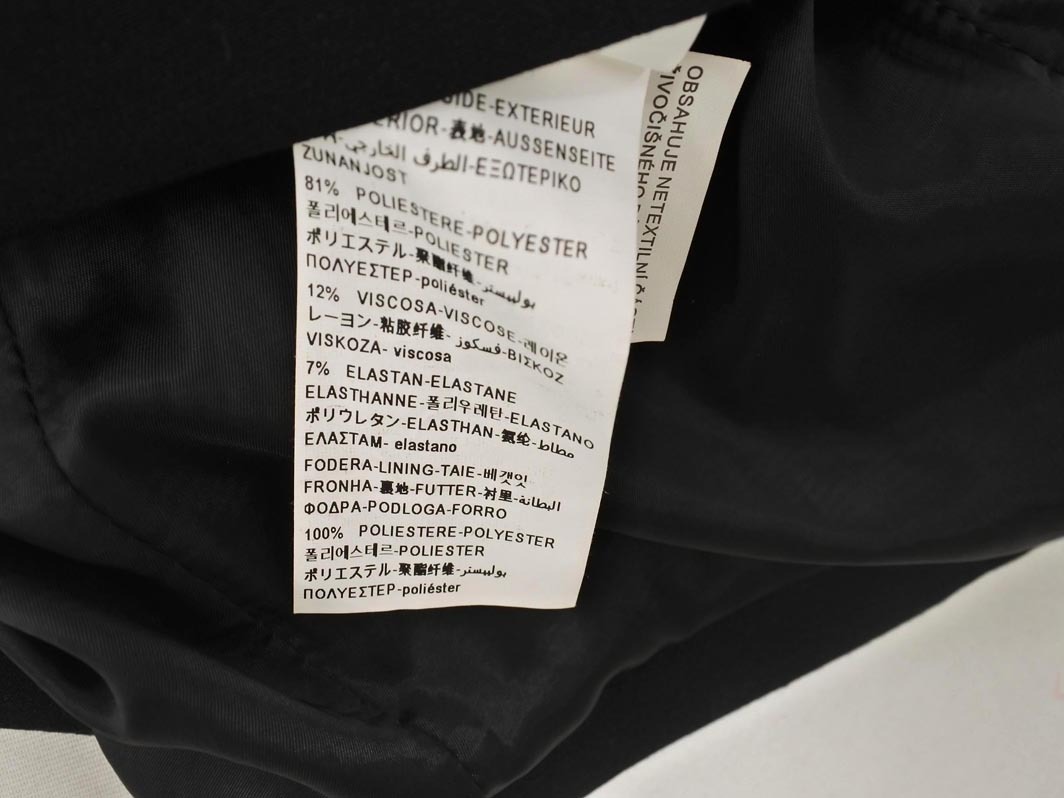 SIDE-EXTERIEUR
ERIOR-表地-AUSSENSEITE
الطرف الخارجي-ΕΞΩΤΕΡΙΚΟ
ZUNANJOST
81% POLIESTERE-POLYESTER
폴리에스테르-POLIESTER
ポリエステル-聚酯纤维-بوليستر
ΠΟΛΥΕΣΤΕΡ-poliéster
12% VISCOSA-VISCOSE-레이온
レーヨン-粘胶纤维-فسكوز-ΒΙΣΚΟΖ
VISKOZA- viscosa
7% ELASTAN-ELASTANE
ELASTHANNE-폴리우레탄-ELASTANO
ポリウレタン-ELASTHAN-氨纶-مطاط
ΕΛΑΣΤΑΜ- elastano
FODERA-LINING-TAIE-베갯잇
FRONHA-裏地-FUTTER-衬里-البطانة
ΦΟΔΡΑ-PODLOGA-FORRO
100% POLIESTERE-POLYESTER
폴리에스테르-POLIESTER
ポリエステル-聚酯纤维-بوليستر
ΠΟΛΥΕΣΤΕΡ-poliéster
OBSAHUJE NETEXTILNÍ
ŽIVOČIŠNÉHO